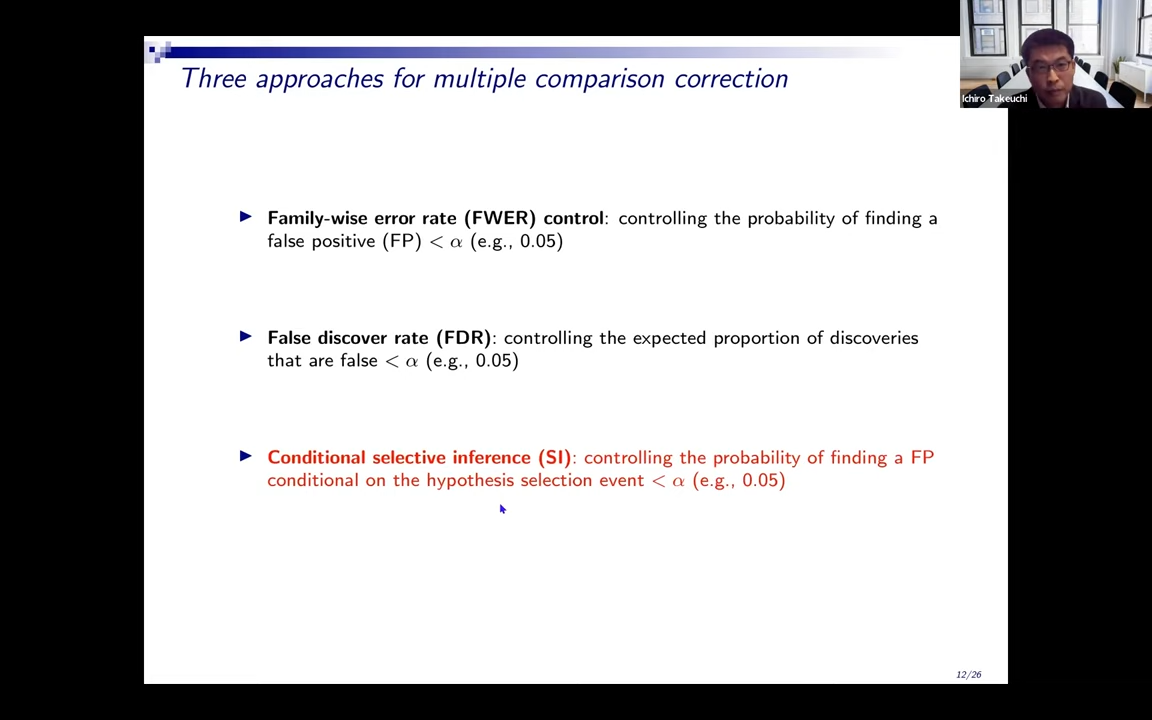 Three approaches for multiple comparison correction
Ichiro Takeuchi
▶ Family-wise error rate (FWER) control: controlling the probability of finding a
false positive (FP) < α (e.g., 0.05)
▶ False discover rate (FDR): controlling the expected proportion of discoveries
that are false < α (e.g., 0.05)
▶ Conditional selective inference (SI): controlling the probability of finding a FP
conditional on the hypothesis selection event < α (e.g., 0.05)
12/26